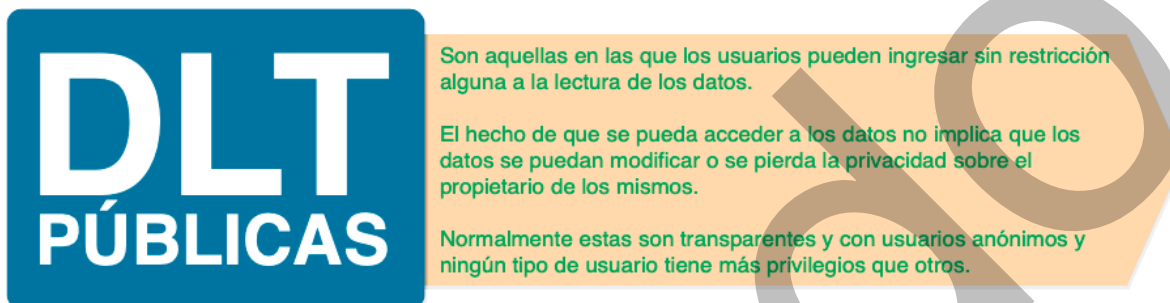 DLT
PÚBLICAS
Son aquellas en las que los usuarios pueden ingresar sin restricción
alguna a la lectura de los datos.
El hecho de que se pueda acceder a los datos no implica que los
datos se puedan modificar o se pierda la privacidad sobre el
propietario de los mismos.
Normalmente estas son transparentes y con usuarios anónimos y
ningún tipo de usuario tiene más privilegios que otros.
do